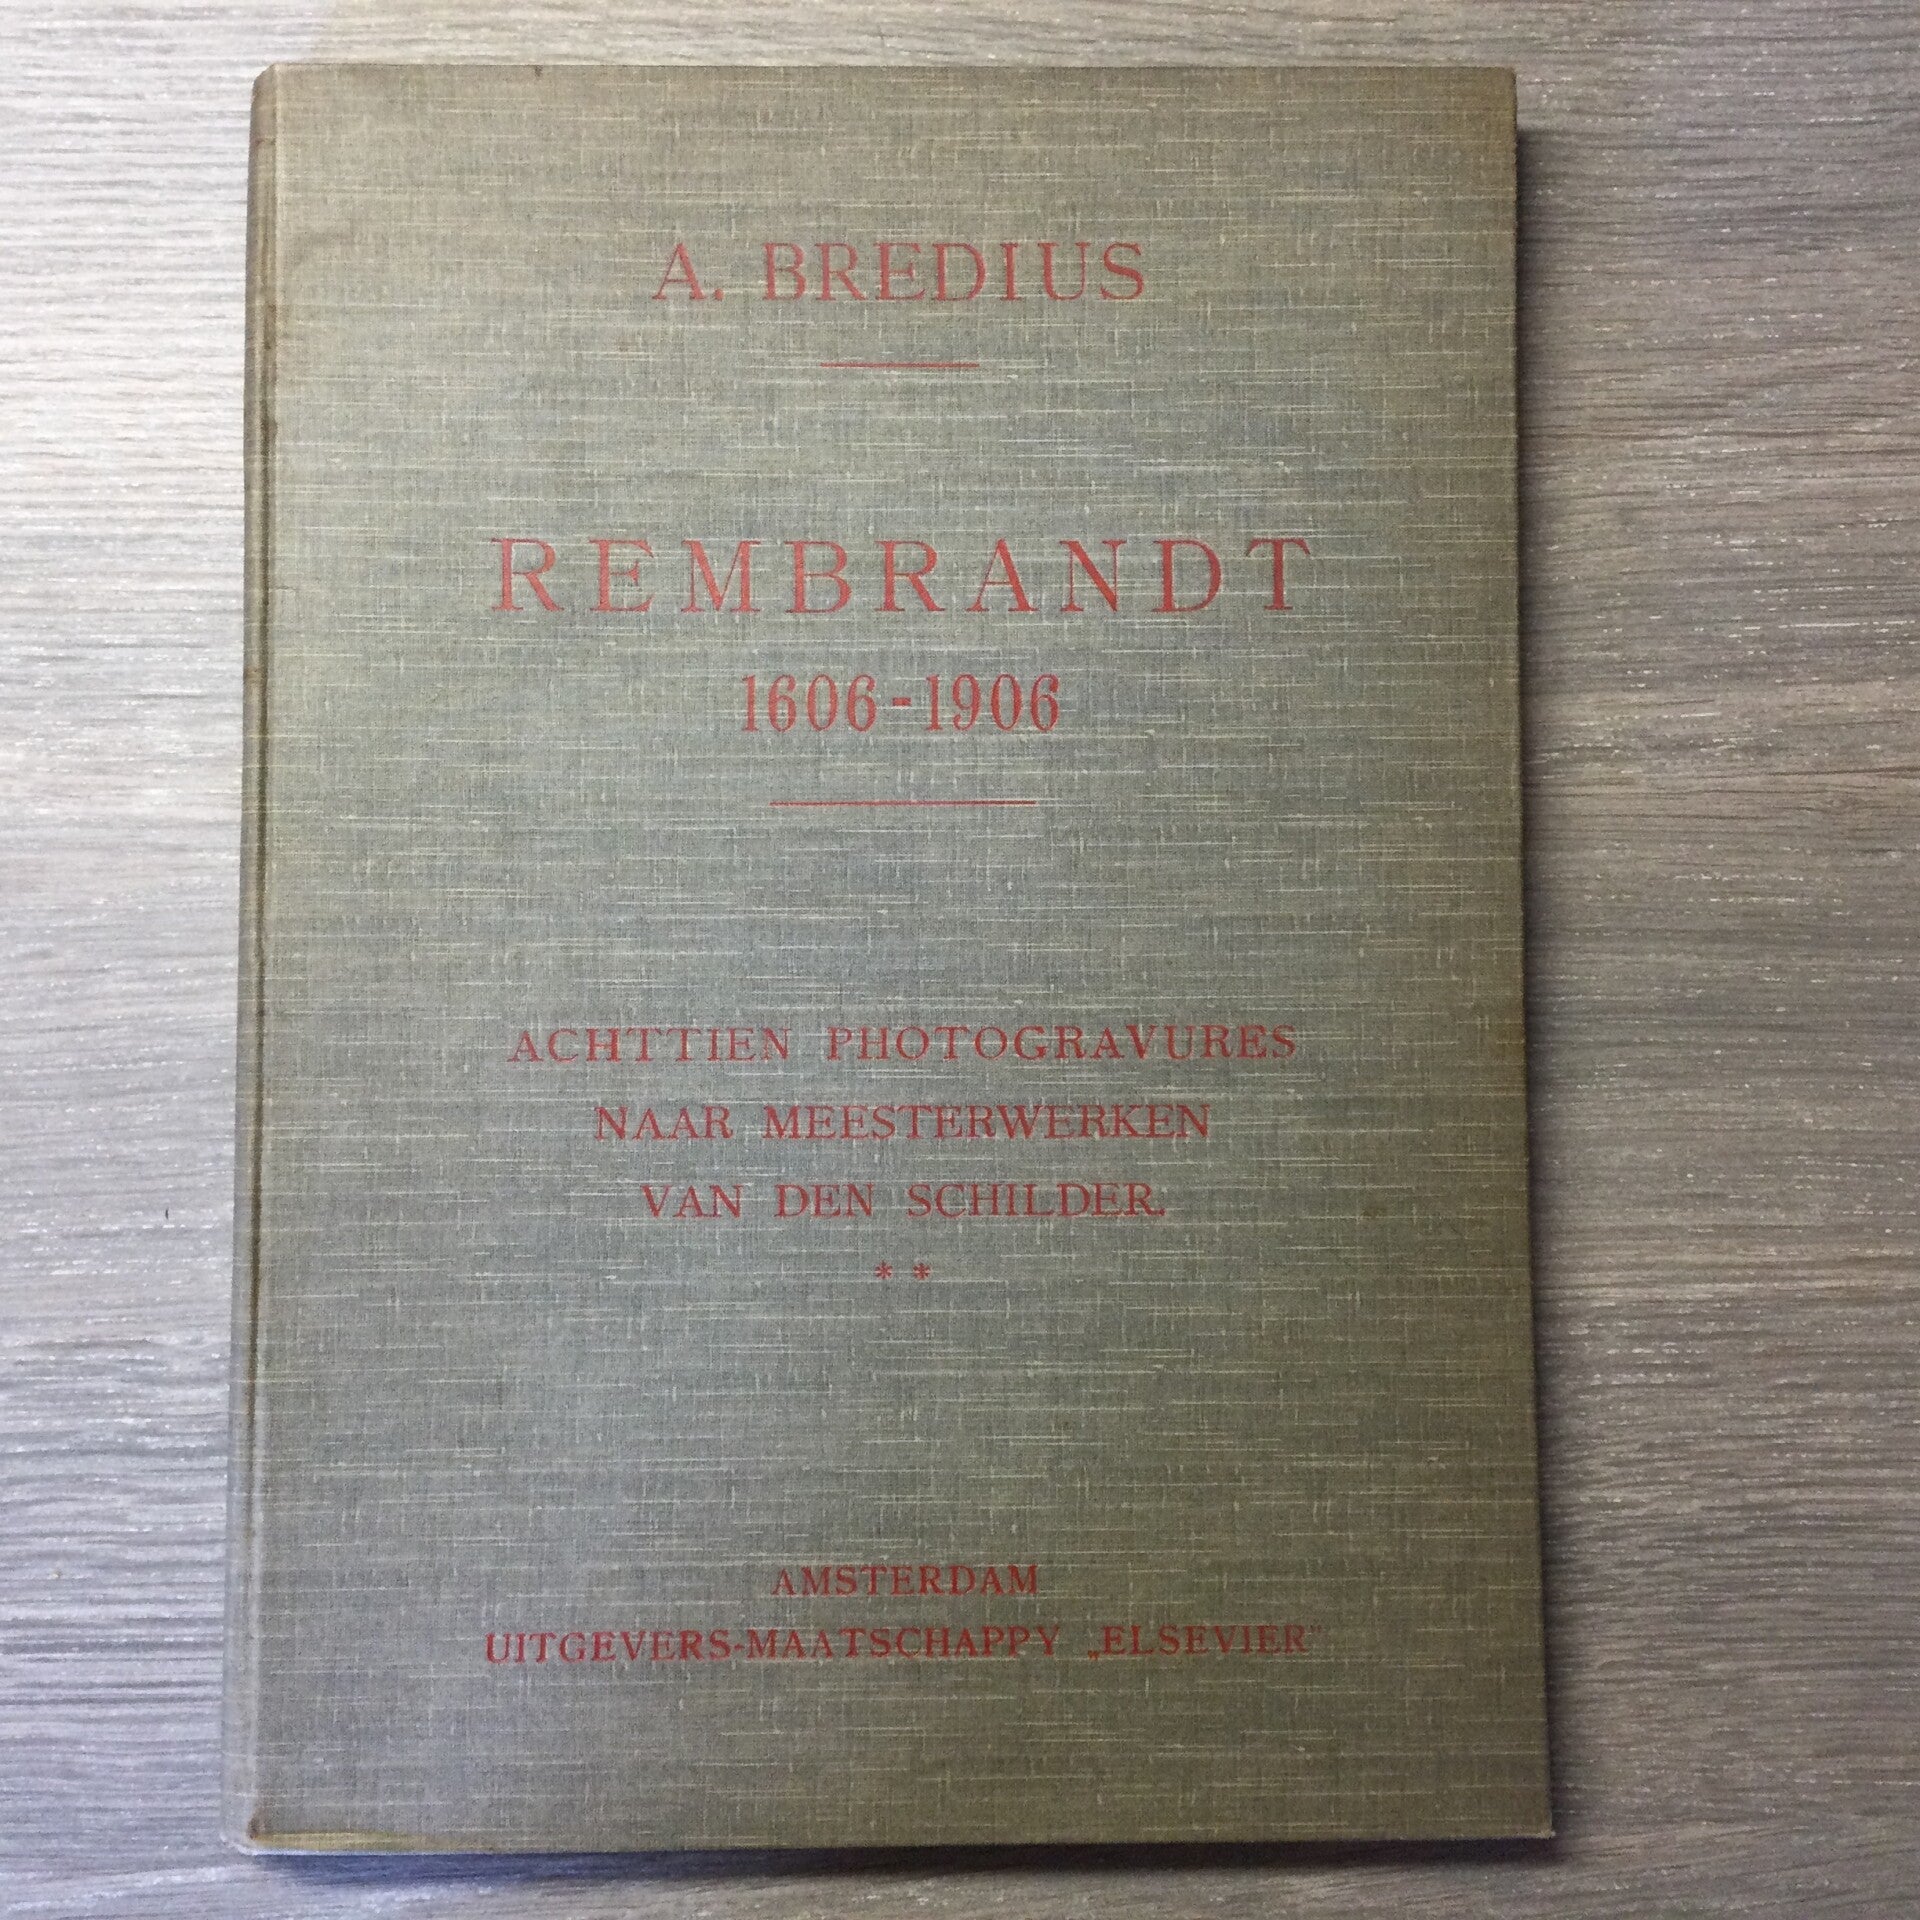 A. BREDIUS
REMBRANDT
1606-1906
ACHTTIEN PHOTOGRAVURES
NAAR MEESTERWERKEN
VAN DEN SCHILDER.
* *
AMSTERDAM
UITGEVERS-MAATSCHAPPY „ELSEVIER"